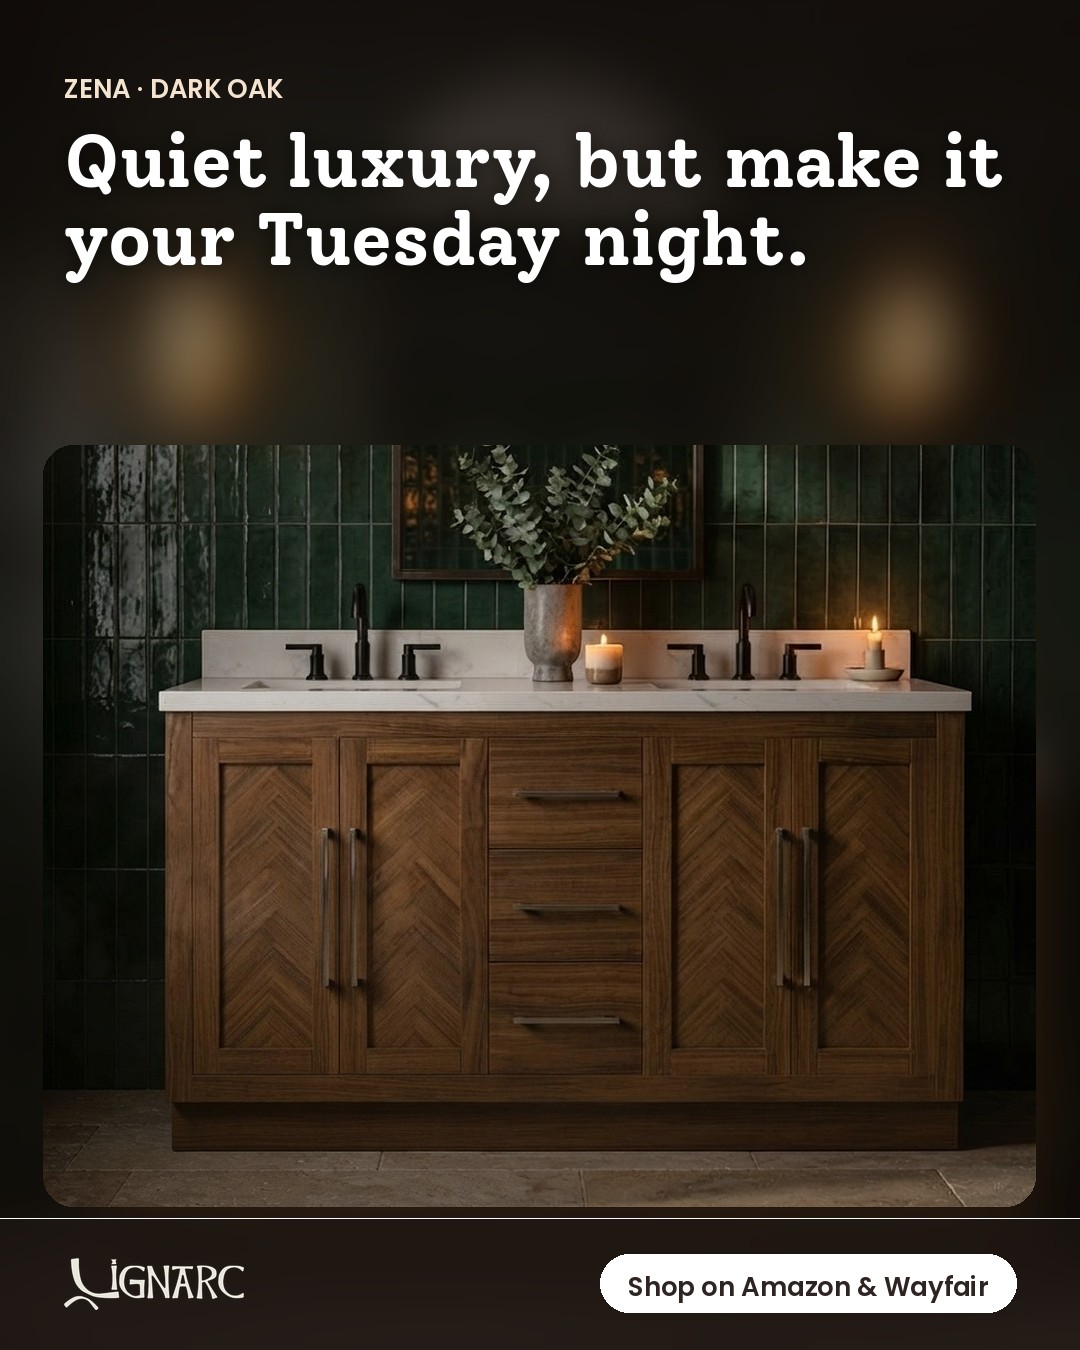 ZENA · DARK OAK
Quiet luxury, but make it
your Tuesday night.
LIGNARC
Shop on Amazon & Wayfair